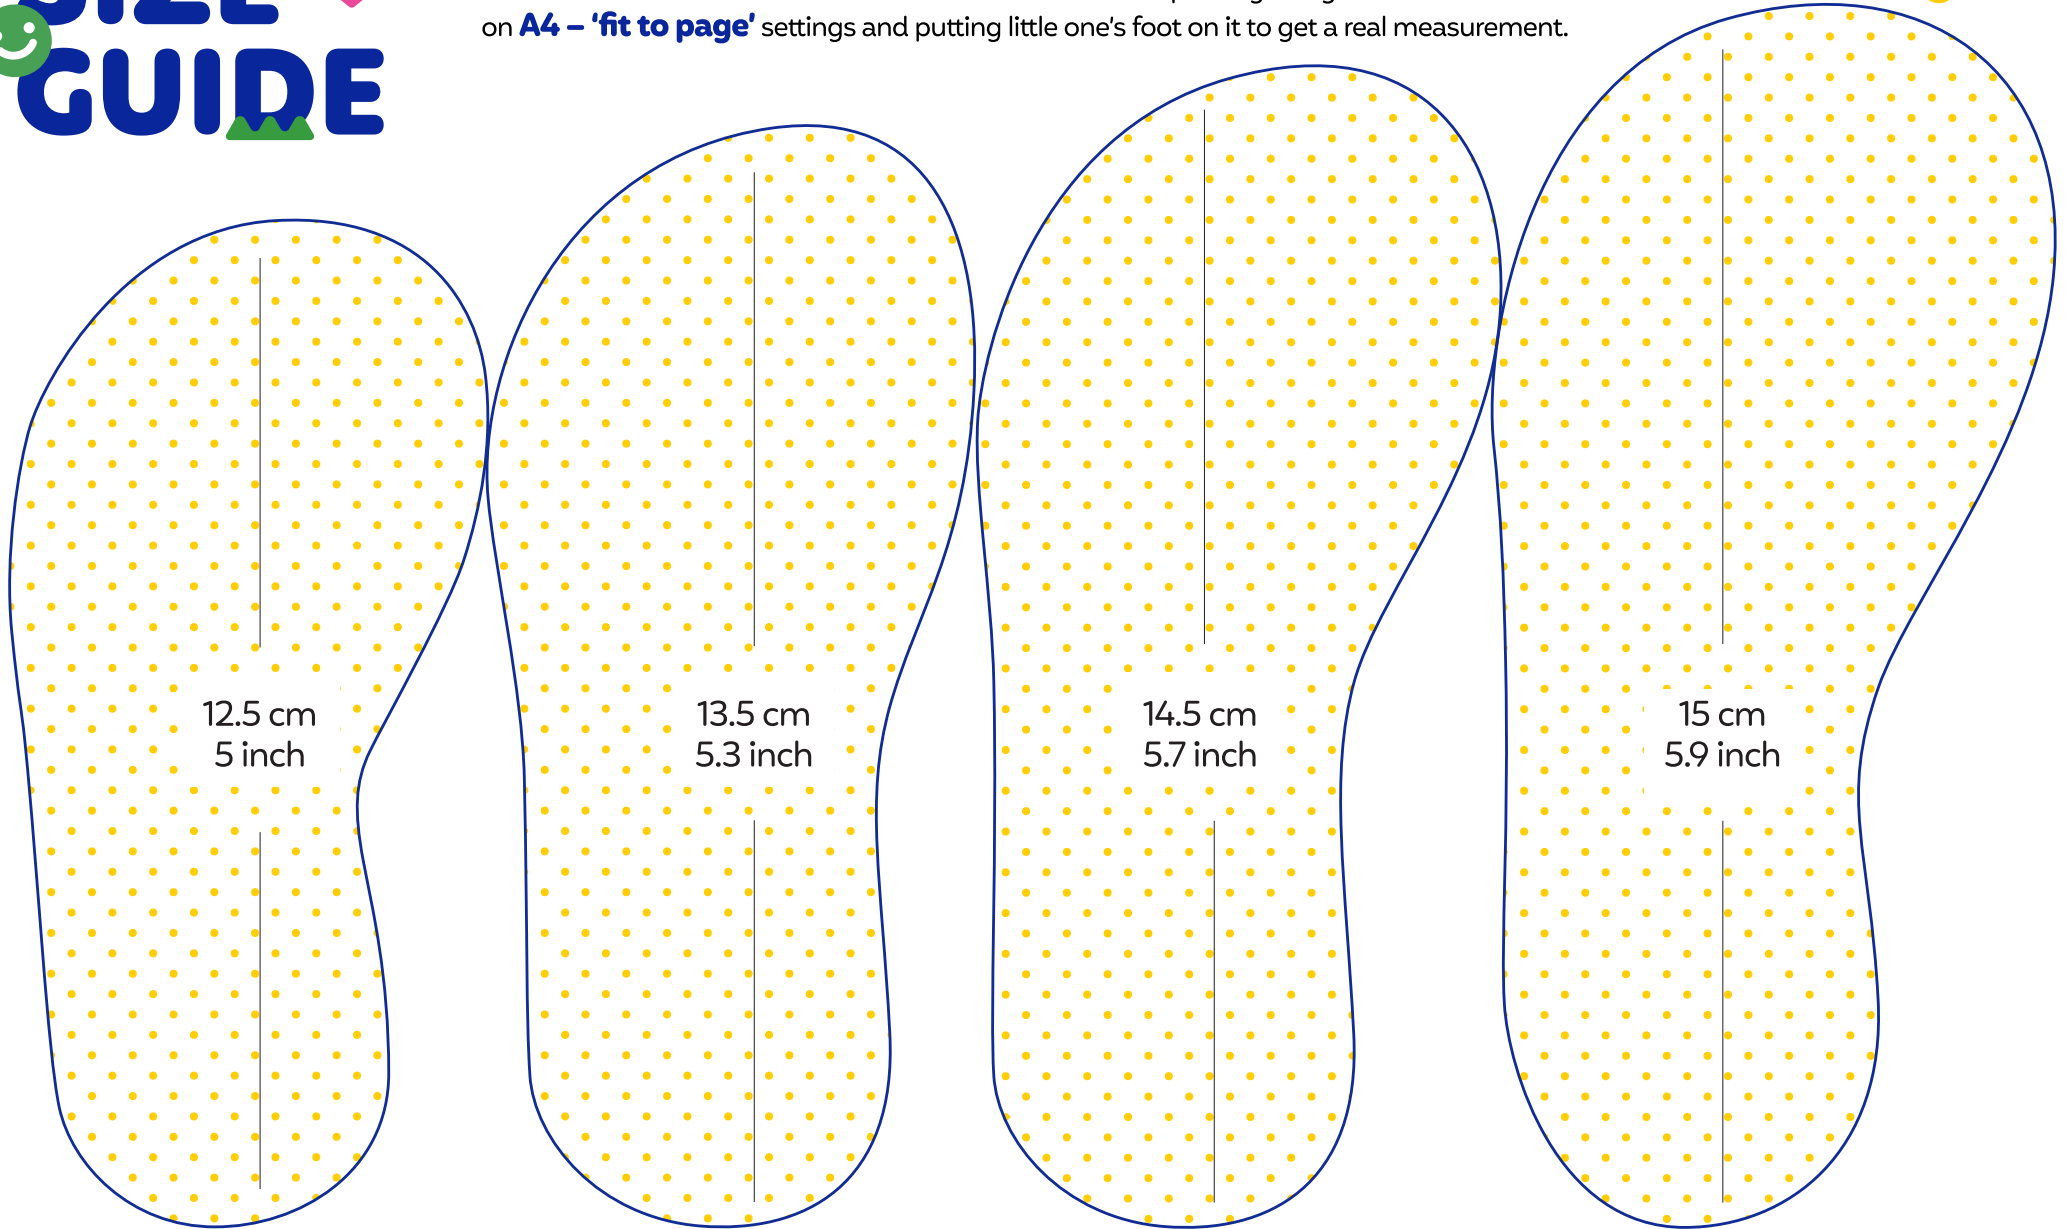 SIZE
GUIDE
on A4 – ‘fit to page’ settings and putting little one’s foot on it to get a real measurement.
12.5 cm
5 inch
13.5 cm
5.3 inch
14.5 cm
5.7 inch
15 cm
5.9 inch